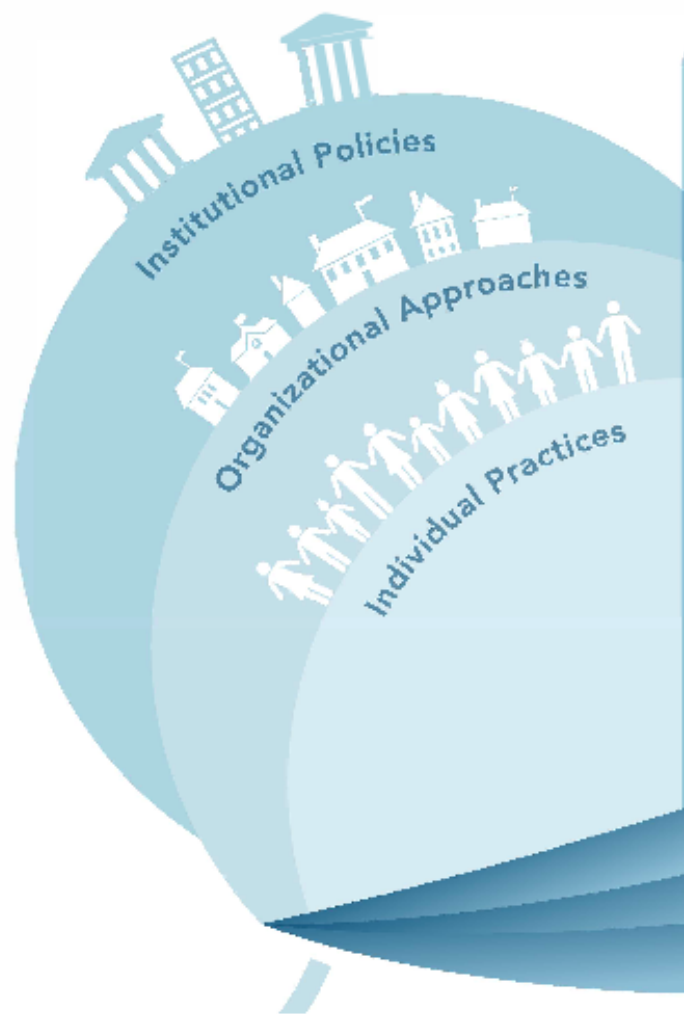 Institutional Policies
Organizational Approaches
Individual Practices